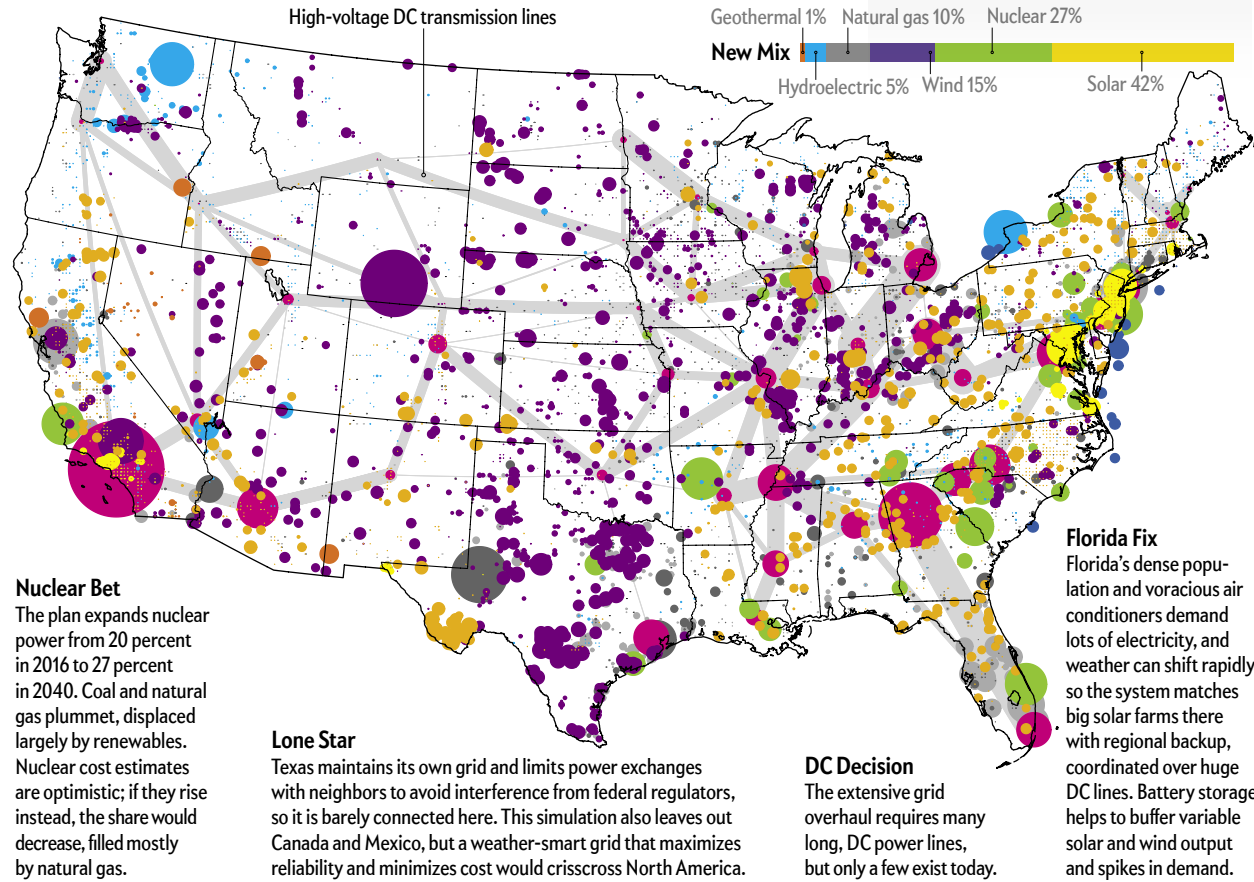 High-voltage DC transmission lines
Geothermal 1%
Natural gas 10%
Nuclear 27%
New Mix
Hydroelectric 5%
Wind 15%
Solar 42%
Nuclear Bet
The plan expands nuclear
power from 20 percent
in 2016 to 27 percent
in 2040. Coal and natural
gas plummet, displaced
largely by renewables.
Nuclear cost estimates
are optimistic; if they rise
instead, the share would
decrease, filled mostly
by natural gas.
Lone Star
Texas maintains its own grid and limits power exchanges
with neighbors to avoid interference from federal regulators,
so it is barely connected here. This simulation also leaves out
Canada and Mexico, but a weather-smart grid that maximizes
reliability and minimizes cost would crisscross North America.
DC Decision
The extensive grid
overhaul requires many
long, DC power lines,
but only a few exist today.
Florida Fix
Florida's dense popu-
lation and voracious air
conditioners demand
lots of electricity, and
weather can shift rapidly
so the system matches
big solar farms there
with regional backup,
coordinated over huge
DC lines. Battery storage
helps to buffer variable
solar and wind output
and spikes in demand.